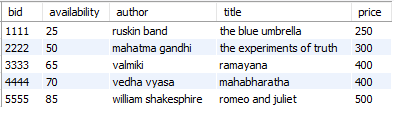 bid availability author title price
1111 25 ruskin band the blue umbrella 250
2222 50 mahatma gandhi the experiments of truth 300
3333 65 valmiki ramayana 400
4444 70 vedha vyasa mahabharatha 400
5555 85 william shakesphire romeo and juliet 500